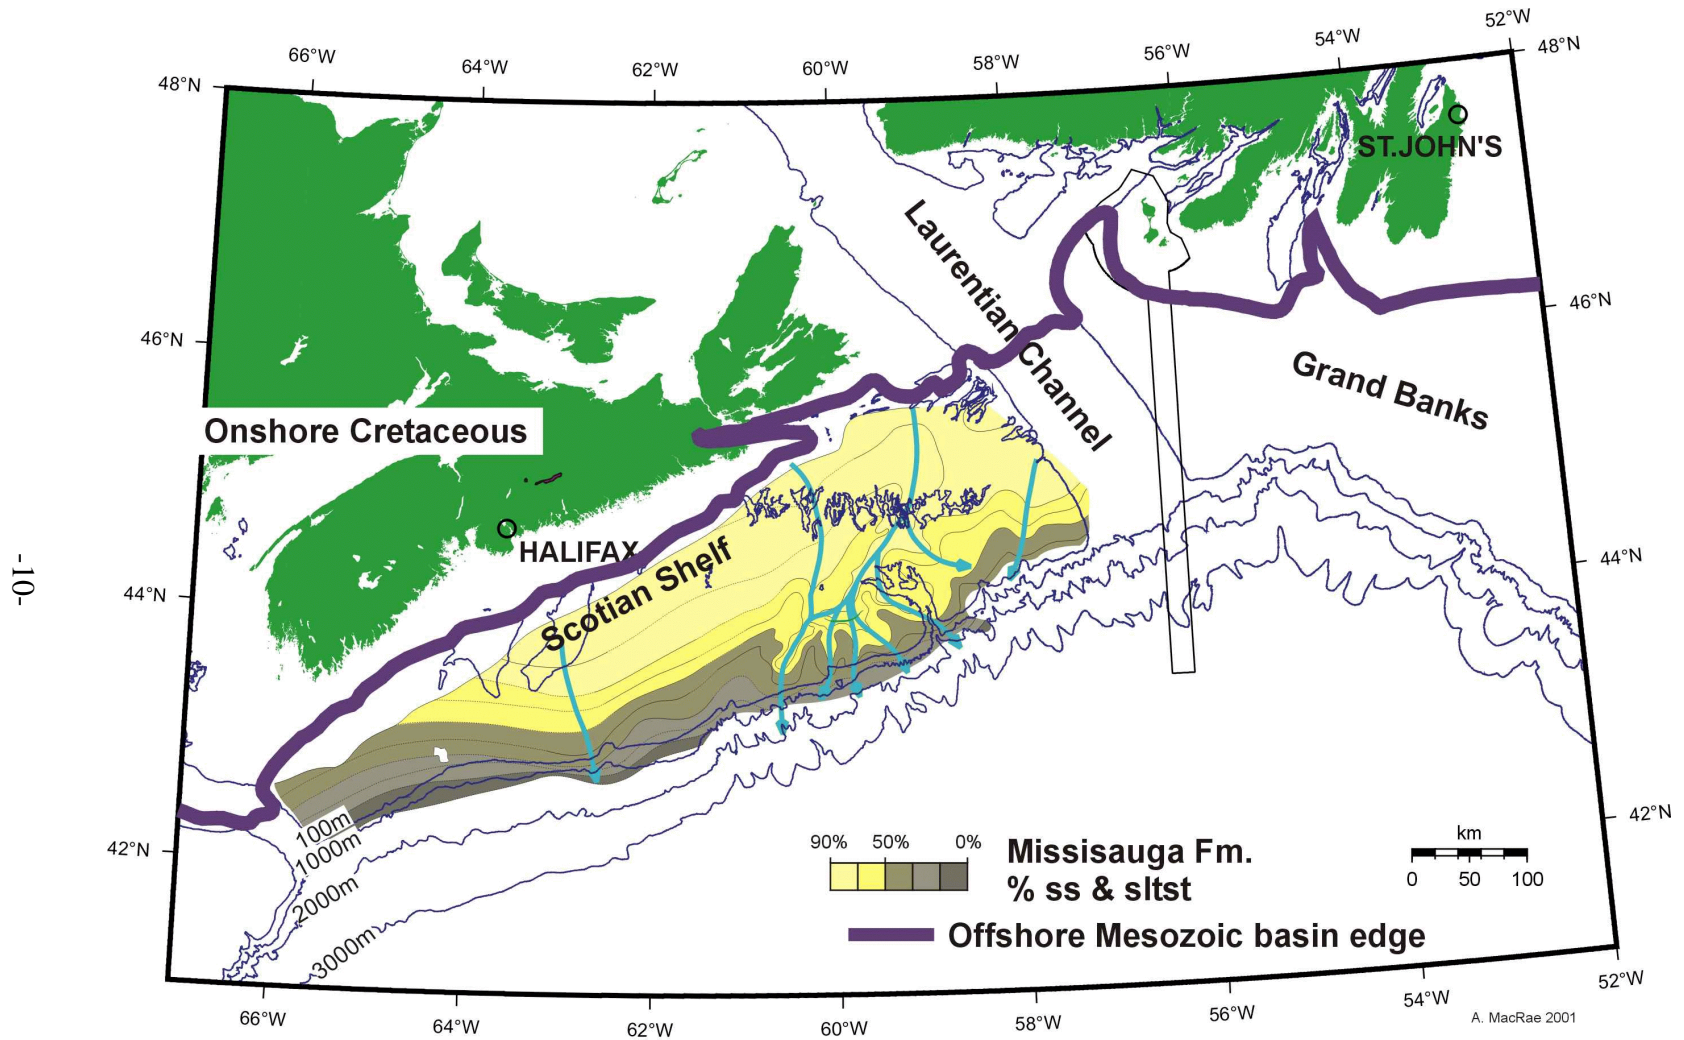 52°W
54°W
56°W
58°W
60°W
62°W
64°W
66°W
48°N
48°N
ST.JOHN'S
Laurentian Channel
46°N
46°N
Grand Banks
Onshore Cretaceous
HALIFAX
Scotian Shelf
44°N
44°N
-10-
100m
1000m
2000m
3000m
42°N
42°N
90% 50% 0%
Missisauga Fm.
% ss & sltst
km
0 50 100
Offshore Mesozoic basin edge
66°W
64°W
62°W
60°W
58°W
56°W
54°W
52°W
A. MacRae 2001